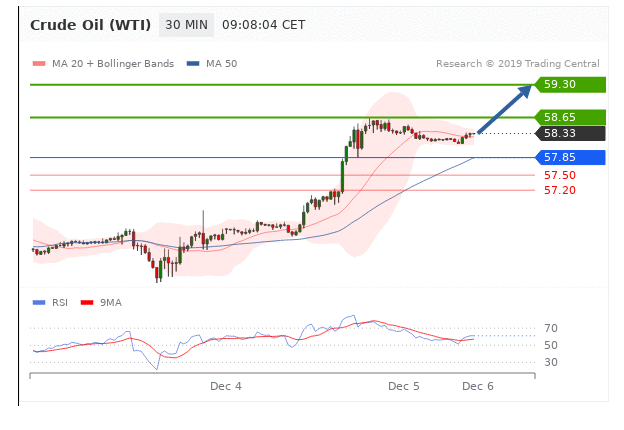 Crude Oil (WTI) 30 MIN 09:08:04 CET
MA 20 + Bollinger Bands MA 50 Research © 2019 Trading Central
59.30
58.65
58.33
57.85
57.50
57.20
RSI 9MA
70
50
30
Dec 4 Dec 5 Dec 6